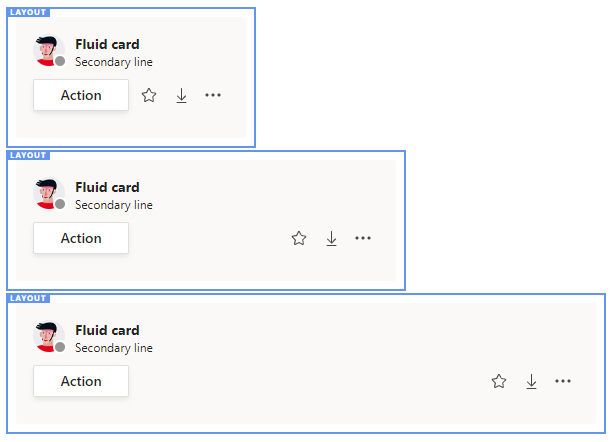 LAYOUT
Fluid card
Secondary line
Action
LAYOUT
Fluid card
Secondary line
Action
LAYOUT
Fluid card
Secondary line
Action